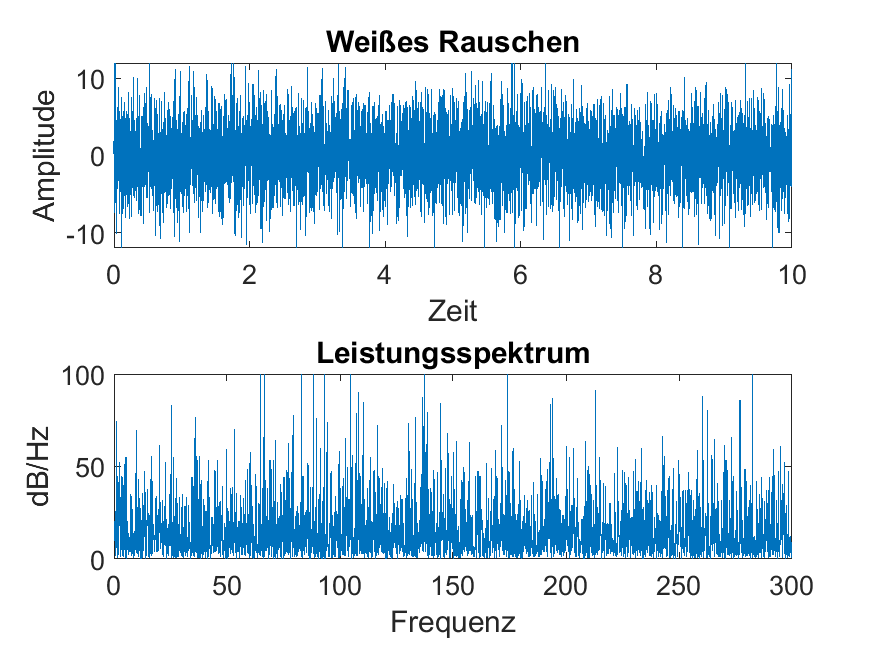 Weißes Rauschen
Amplitude
10
0
-10
0 2 4 6 8 10
Zeit
Leistungsspektrum
dB/Hz
100
50
0
0 50 100 150 200 250 300
Frequenz